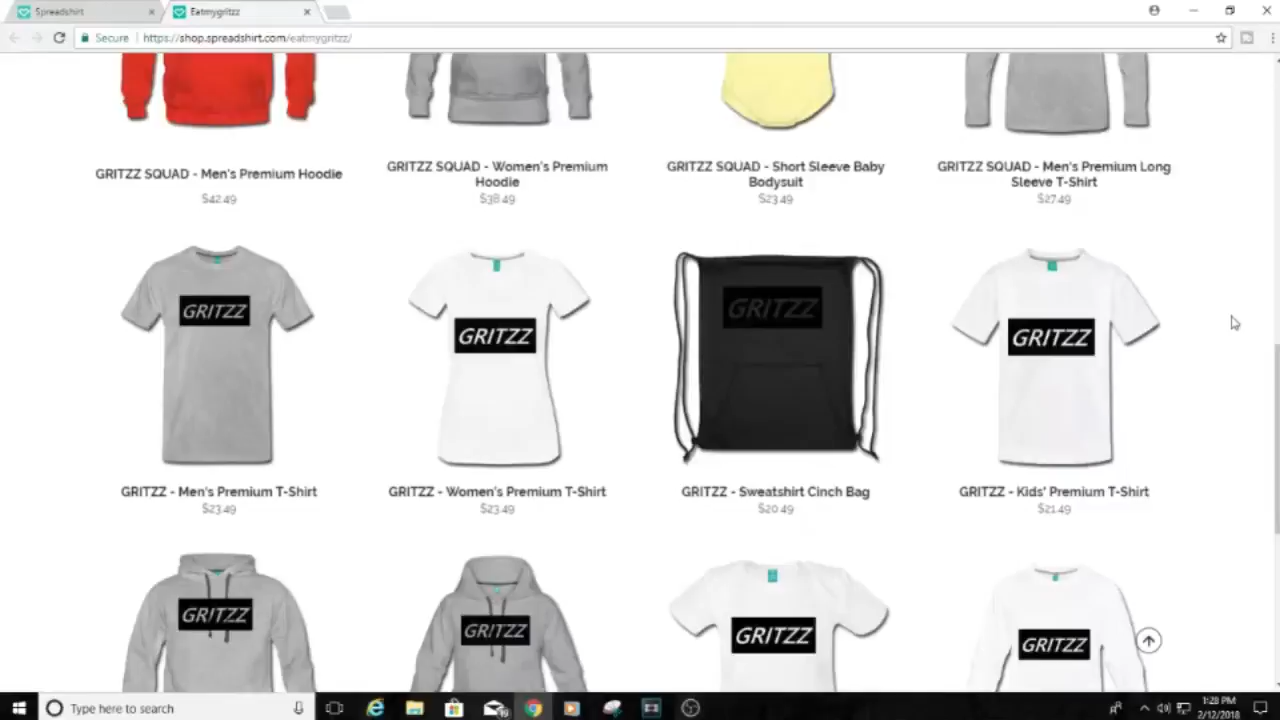 Spreadshirt
Eatmygritzz
Secure
https://shop.spreadshirt.com/eatmygritzz/
GRITZZ SQUAD - Men's Premium Hoodie
$42.49
GRITZZ SQUAD - Women's Premium
Hoodie
$38.49
GRITZZ SQUAD - Short Sleeve Baby
Bodysuit
$23.49
GRITZZ SQUAD - Men's Premium Long
Sleeve T-Shirt
$27.49
GRITZZ
GRITZZ
GRITZZ
GRITZZ
GRITZZ - Men's Premium T-Shirt
$23.49
GRITZZ - Women's Premium T-Shirt
$23.49
GRITZZ - Sweatshirt Cinch Bag
$20.49
GRITZZ - Kids' Premium T-Shirt
$21.49
GRITZZ
GRITZZ
GRITZZ
GRITZZ
Type here to search
1:28 PM
2/12/2018